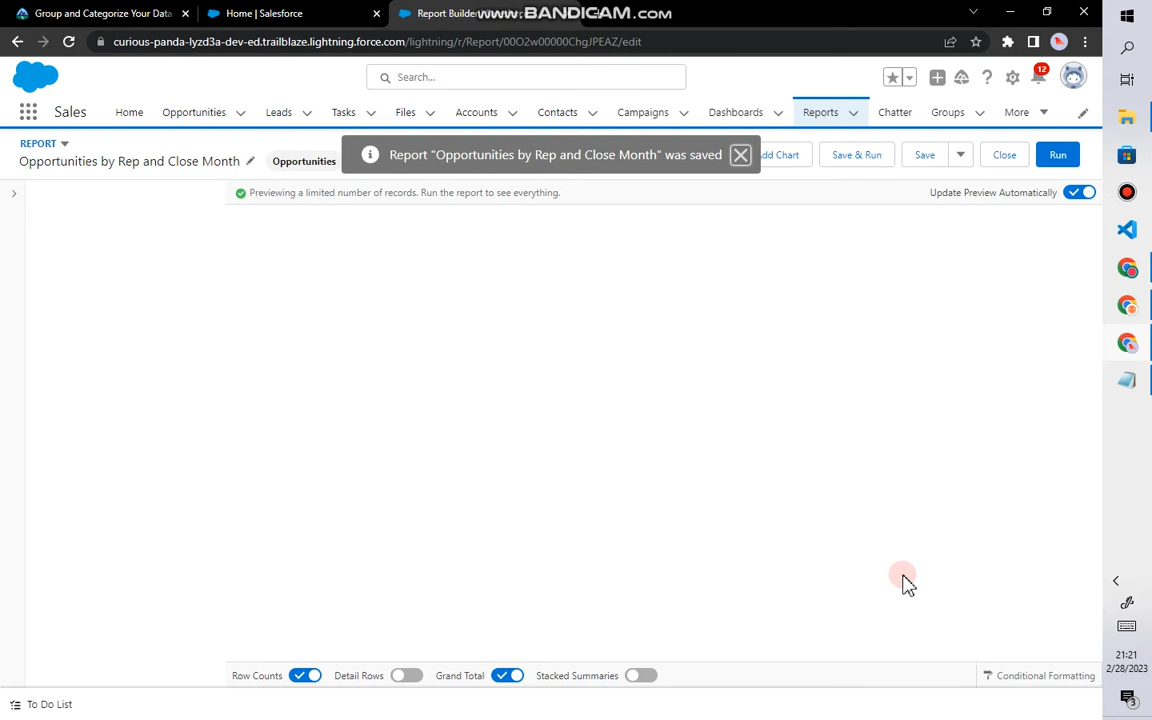 Group and Categorize Your Data
Home | Salesforce
Report Builder
www.BANDICAM.com
curious-panda-lyzd3a-dev-ed.trailblaze.lightning.force.com/lightning/r/Report/00O2w00000ChgJPEAZ/edit
Search...
12
Sales
Home
Opportunities
Leads
Tasks
Files
Accounts
Contacts
Campaigns
Dashboards
Reports
Chatter
Groups
More
REPORT
Opportunities by Rep and Close Month
Opportunities
Report "Opportunities by Rep and Close Month" was saved
Add Chart
Save & Run
Save
Close
Run
Previewing a limited number of records. Run the report to see everything.
Update Preview Automatically
Row Counts
Detail Rows
Grand Total
Stacked Summaries
Conditional Formatting
To Do List
21:21
2/28/2023
3